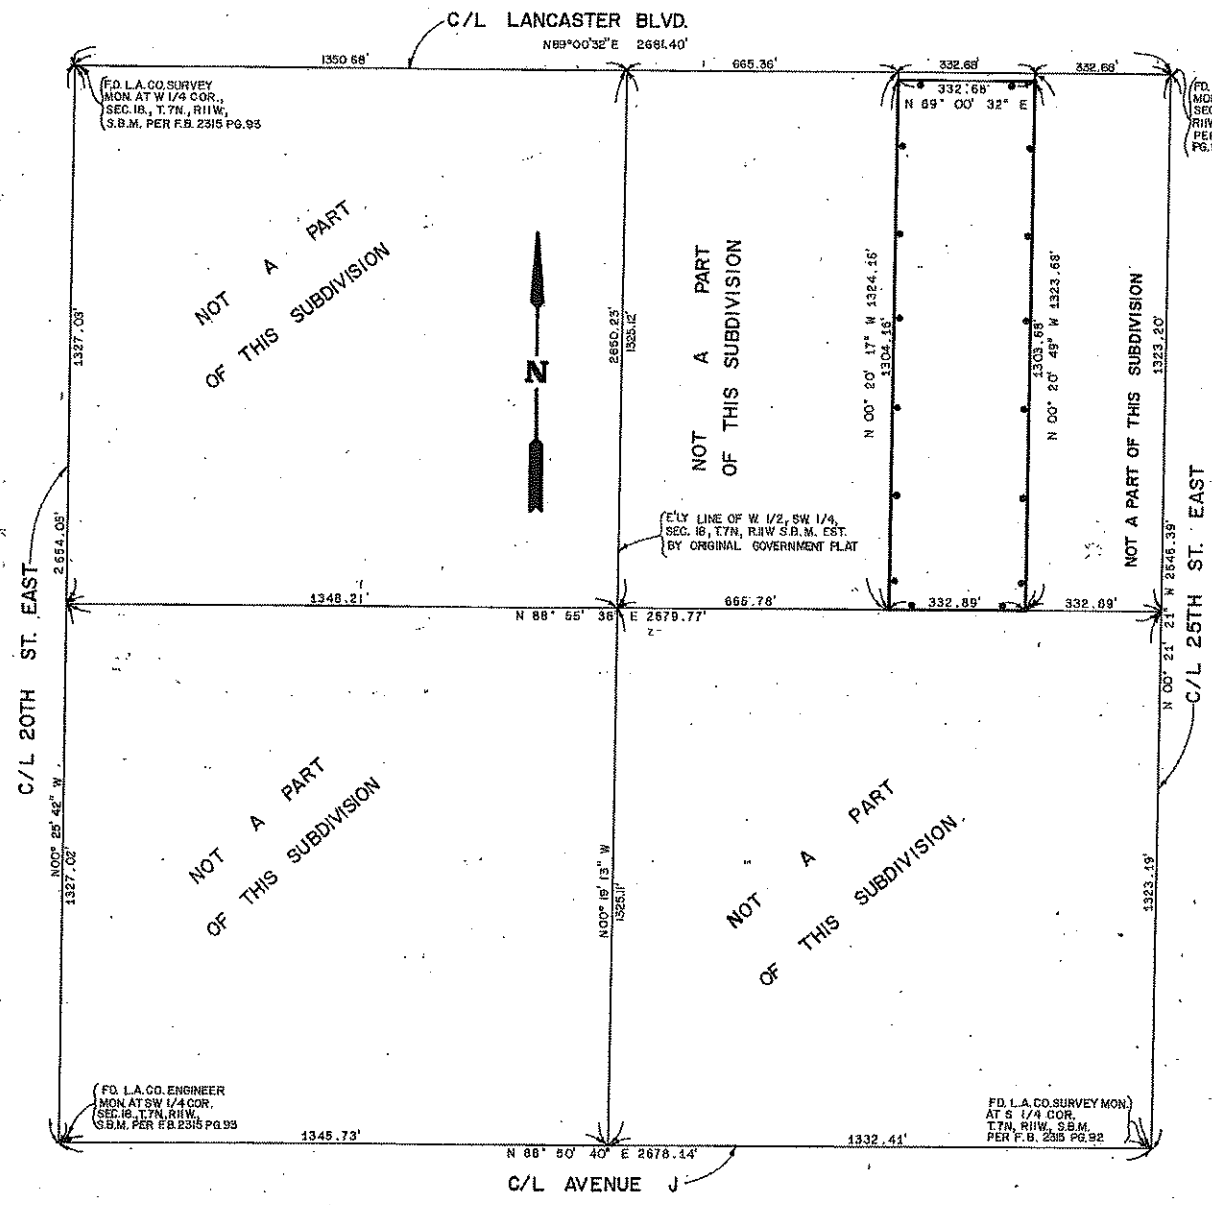 C/L LANCASTER BLVD.
N89°00'32"E 2681.40'
1350.68'
665.36'
332.68'
332.68'
FD. L.A. CO. SURVEY
MON. AT W 1/4 COR.,
SEC. 18., T. 7N., R11W.,
S.B.M. PER F.B. 2315 PG. 93
FD.
MON
SEC
R11W
PER
PG.
332.68'
N 89° 00' 32" E
NOT A PART
OF THIS SUBDIVISION
NOT A PART
OF THIS SUBDIVISION
NOT A PART OF THIS SUBDIVISION
N
1327.03'
2654.05'
2650.23'
1325.12'
N 00° 20' 17" W 1324.16'
1304.16'
1303.68'
N 00° 20' 49" W 1323.68'
1323.20'
N 00° 21' 21" W 2646.39'
C/L 20TH ST. EAST
C/L 25TH ST. EAST
E'LY LINE OF W. 1/2, SW. 1/4,
SEC. 18, T.7N, R.11W S.B.M. EST.
BY ORIGINAL GOVERNMENT PLAT
1348.21'
N 88° 55' 36" E 2679.77'
665.78'
332.89'
332.89'
NOT A PART
OF THIS SUBDIVISION
NOT A PART
OF THIS SUBDIVISION
N00° 25' 42" W
1327.02'
N00° 19' 13" W
1325.11'
1323.19'
FD. L.A. CO. ENGINEER
MON. AT SW 1/4 COR.
SEC. 18., T.7N, R11W.,
S.B.M. PER F.B. 2315 PG. 93
FD. L.A. CO. SURVEY MON.
AT S 1/4 COR.
T.7N, R11W., S.B.M.
PER F.B. 2315 PG. 92
1345.73'
N 88° 50' 40" E 2678.14'
1332.41'
C/L AVENUE J